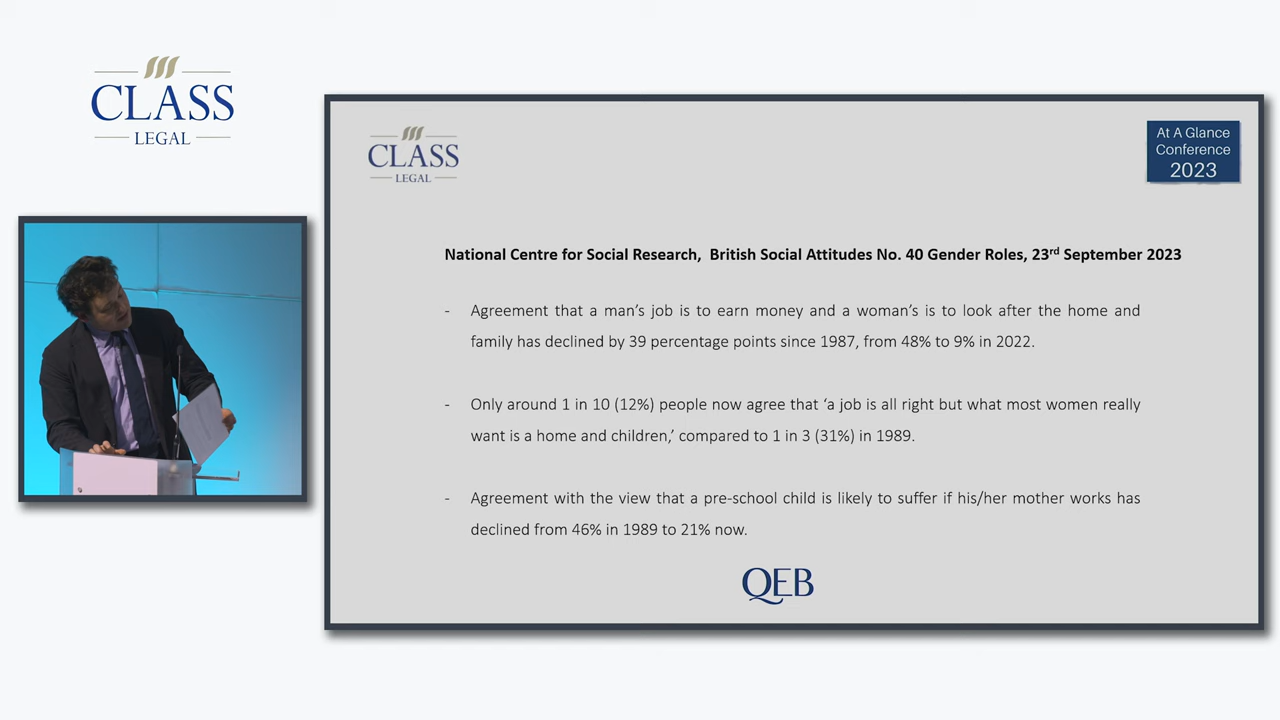 CLASS
LEGAL
CLASS
LEGAL
At A Glance
Conference
2023
National Centre for Social Research,  British Social Attitudes No. 40 Gender Roles, 23rd September 2023
- Agreement that a man’s job is to earn money and a woman’s is to look after the home and
family has declined by 39 percentage points since 1987, from 48% to 9% in 2022.
- Only around 1 in 10 (12%) people now agree that ‘a job is all right but what most women really
want is a home and children,’ compared to 1 in 3 (31%) in 1989.
- Agreement with the view that a pre-school child is likely to suffer if his/her mother works has
declined from 46% in 1989 to 21% now.
QEB